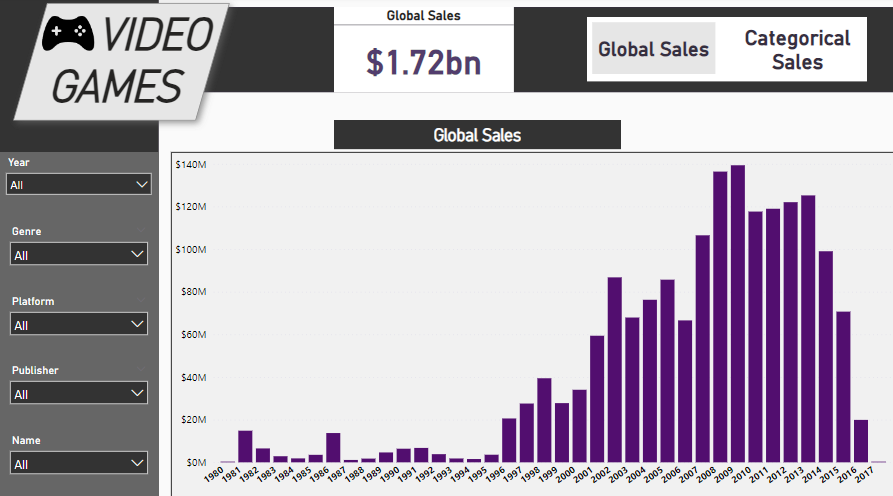 VIDEO
GAMES
Global Sales
$1.72bn
Global Sales
Categorical
Sales
Year
All
Genre
All
Platform
All
Publisher
All
Name
All
Global Sales
$140M
$120M
$100M
$80M
$60M
$40M
$20M
$0M
1980 1981 1982 1983 1984 1985 1986 1987 1988 1989 1990 1991 1992 1993 1994 1995 1996 1997 1998 1999 2000 2001 2002 2003 2004 2005 2006 2007 2008 2009 2010 2011 2012 2013 2014 2015 2016 2017